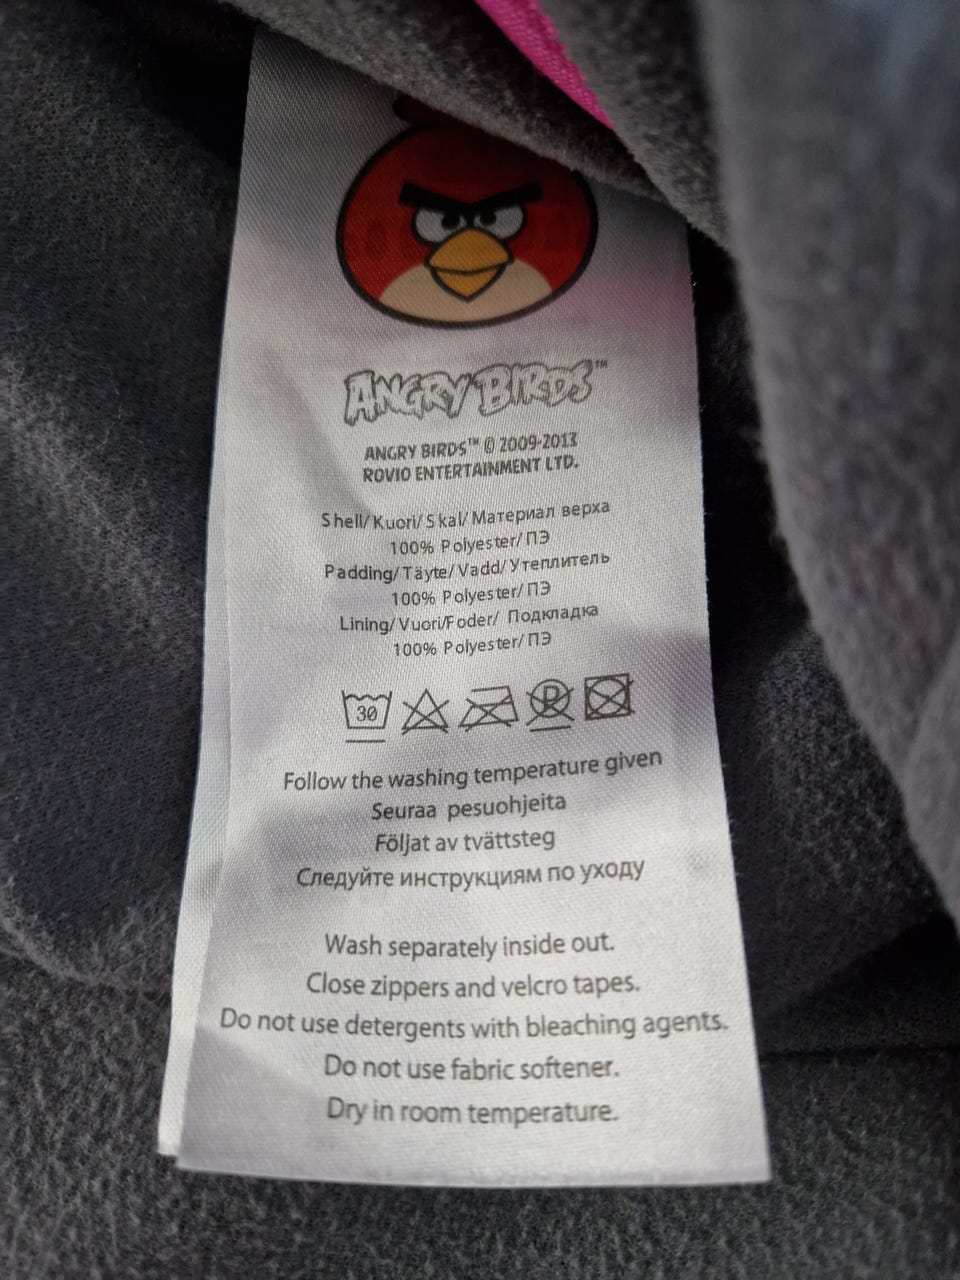 ANGRY BIRDS™
ANGRY BIRDS™ © 2009-2013
ROVIO ENTERTAINMENT LTD.
Shell/Kuori/Skal/Материал верха
100% Polyester/ПЭ
Padding/Täyte/Vadd/Утеплитель
100% Polyester/ПЭ
Lining/Vuori/Foder/ Подкладка
100% Polyester/ПЭ
30 P
Follow the washing temperature given
Seuraa pesuohjeita
Följat av tvättsteg
Следуйте инструкциям по уходу
Wash separately inside out.
Close zippers and velcro tapes.
Do not use detergents with bleaching agents.
Do not use fabric softener.
Dry in room temperature.